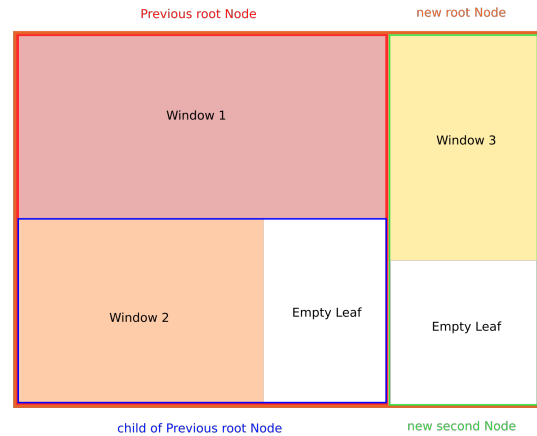 Previous root Node
new root Node
Window 1
Window 3
Window 2
Empty Leaf
Empty Leaf
child of Previous root Node
new second Node